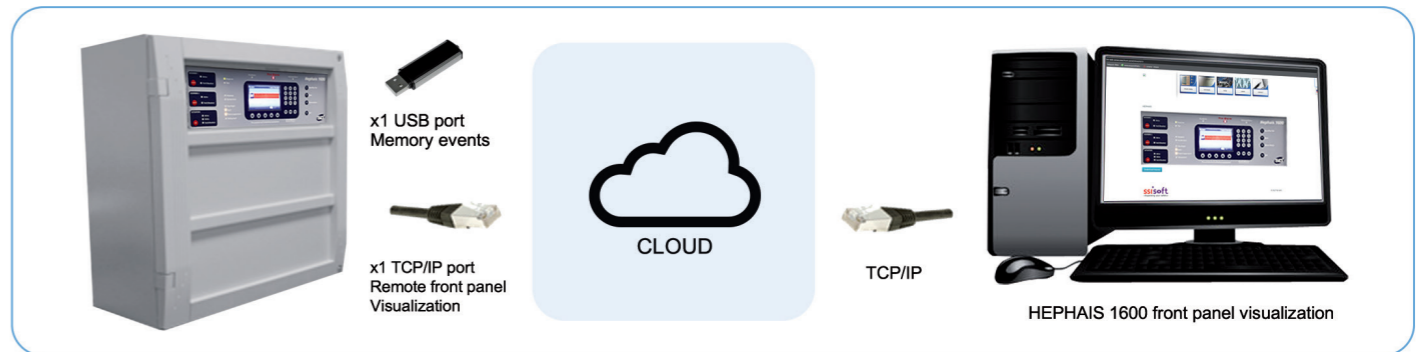 x1 USB port
Memory events
x1 TCP/IP port
Remote front panel
Visualization
CLOUD
TCP/IP
ssisoft
HEPHAIS 1600 front panel visualization